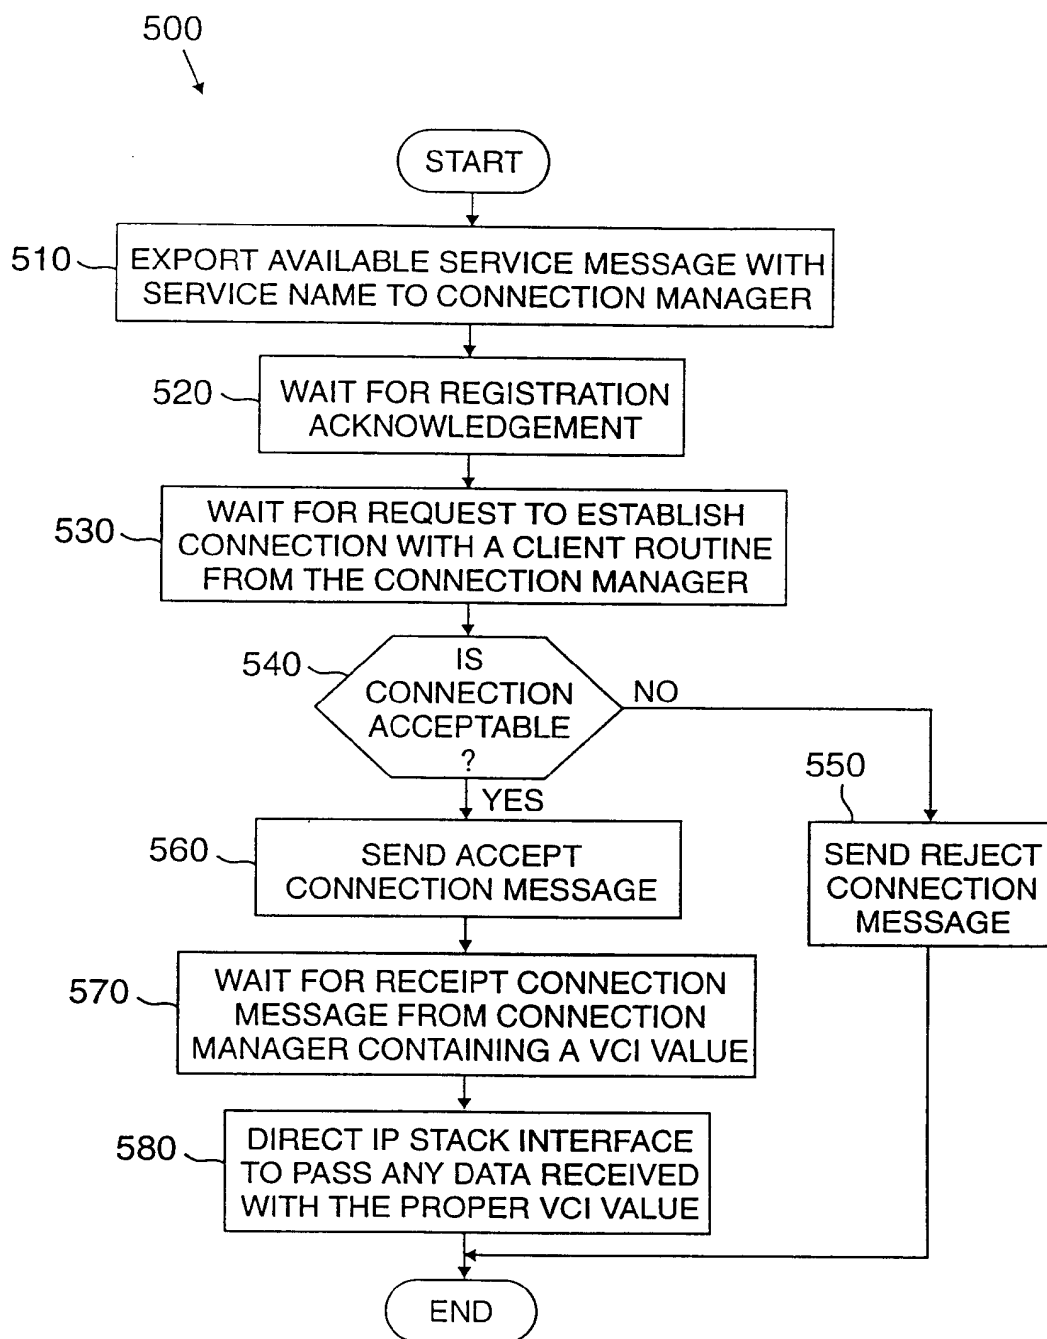 500
START
510
EXPORT AVAILABLE SERVICE MESSAGE WITH
SERVICE NAME TO CONNECTION MANAGER
520
WAIT FOR REGISTRATION
ACKNOWLEDGEMENT
530
WAIT FOR REQUEST TO ESTABLISH
CONNECTION WITH A CLIENT ROUTINE
FROM THE CONNECTION MANAGER
540
IS
CONNECTION
ACCEPTABLE
?
NO
YES
550
SEND REJECT
CONNECTION
MESSAGE
560
SEND ACCEPT
CONNECTION MESSAGE
570
WAIT FOR RECEIPT CONNECTION
MESSAGE FROM CONNECTION
MANAGER CONTAINING A VCI VALUE
580
DIRECT IP STACK INTERFACE
TO PASS ANY DATA RECEIVED
WITH THE PROPER VCI VALUE
END